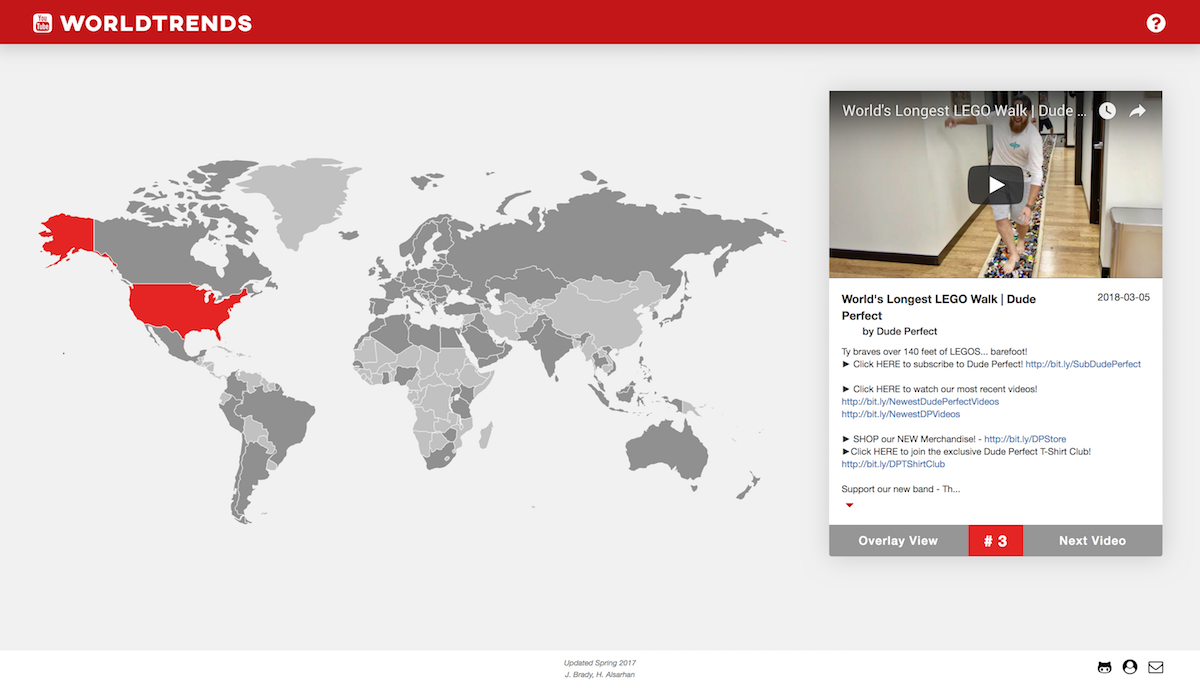 You
Tube
WORLDTRENDS
?
World's Longest LEGO Walk | Dude ...
World's Longest LEGO Walk | Dude
Perfect
2018-03-05
by Dude Perfect
Ty braves over 140 feet of LEGOS... barefoot!
► Click HERE to subscribe to Dude Perfect! http://bit.ly/SubDudePerfect
► Click HERE to watch our most recent videos!
http://bit.ly/NewestDudePerfectVideos
http://bit.ly/NewestDPVideos
► SHOP our NEW Merchandise! - http://bit.ly/DPStore
►Click HERE to join the exclusive Dude Perfect T-Shirt Club!
http://bit.ly/DPTShirtClub
Support our new band - Th...
Overlay View
# 3
Next Video
Updated Spring 2017
J. Brady, H. Alsarhan